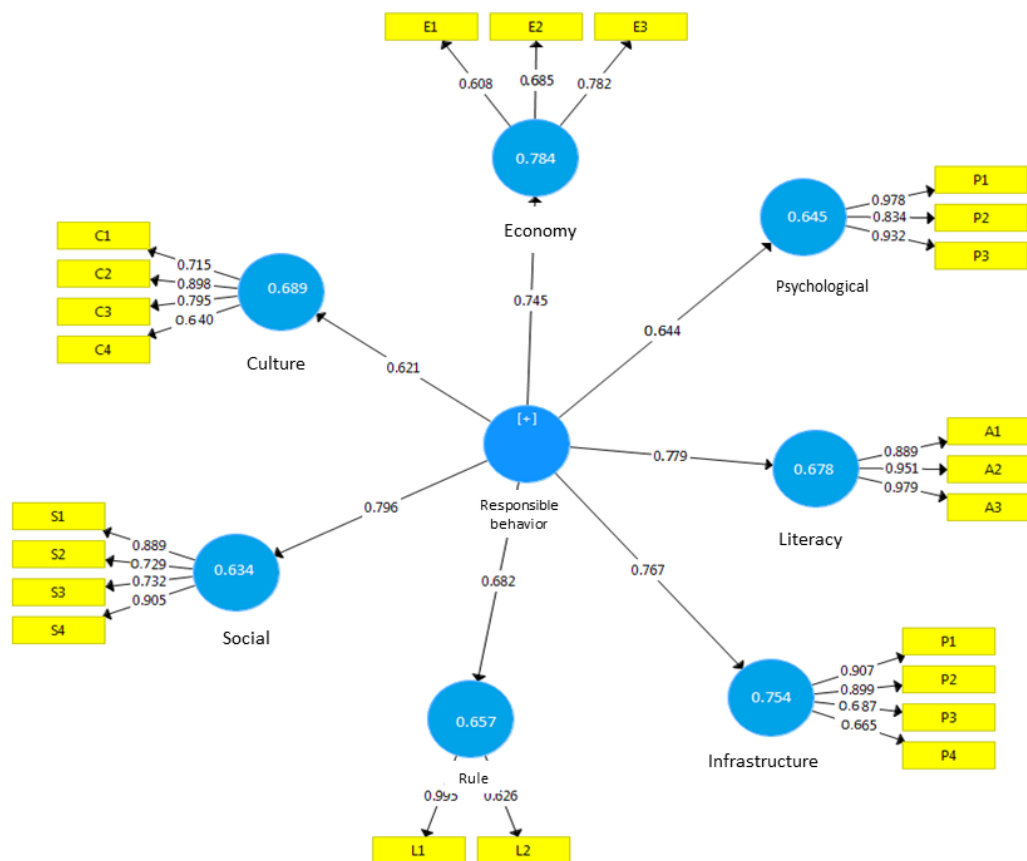 E1 E2 E3
0.608 0.685 0.782
0.784
Economy
0.745
P1
P2
P3
0.978
0.834
0.932
0.645
Psychological
0.644
C1
C2
C3
C4
0.715
0.898
0.795
0.640
0.689
Culture
0.621
[+]
Responsible
behavior
0.779
A1
A2
A3
0.889
0.951
0.979
0.678
Literacy
0.796
S1
S2
S3
S4
0.889
0.729
0.732
0.905
0.634
Social
0.682
0.767
0.657
Rule
0.995 0.626
L1 L2
P1
P2
P3
P4
0.907
0.899
0.687
0.665
0.754
Infrastructure